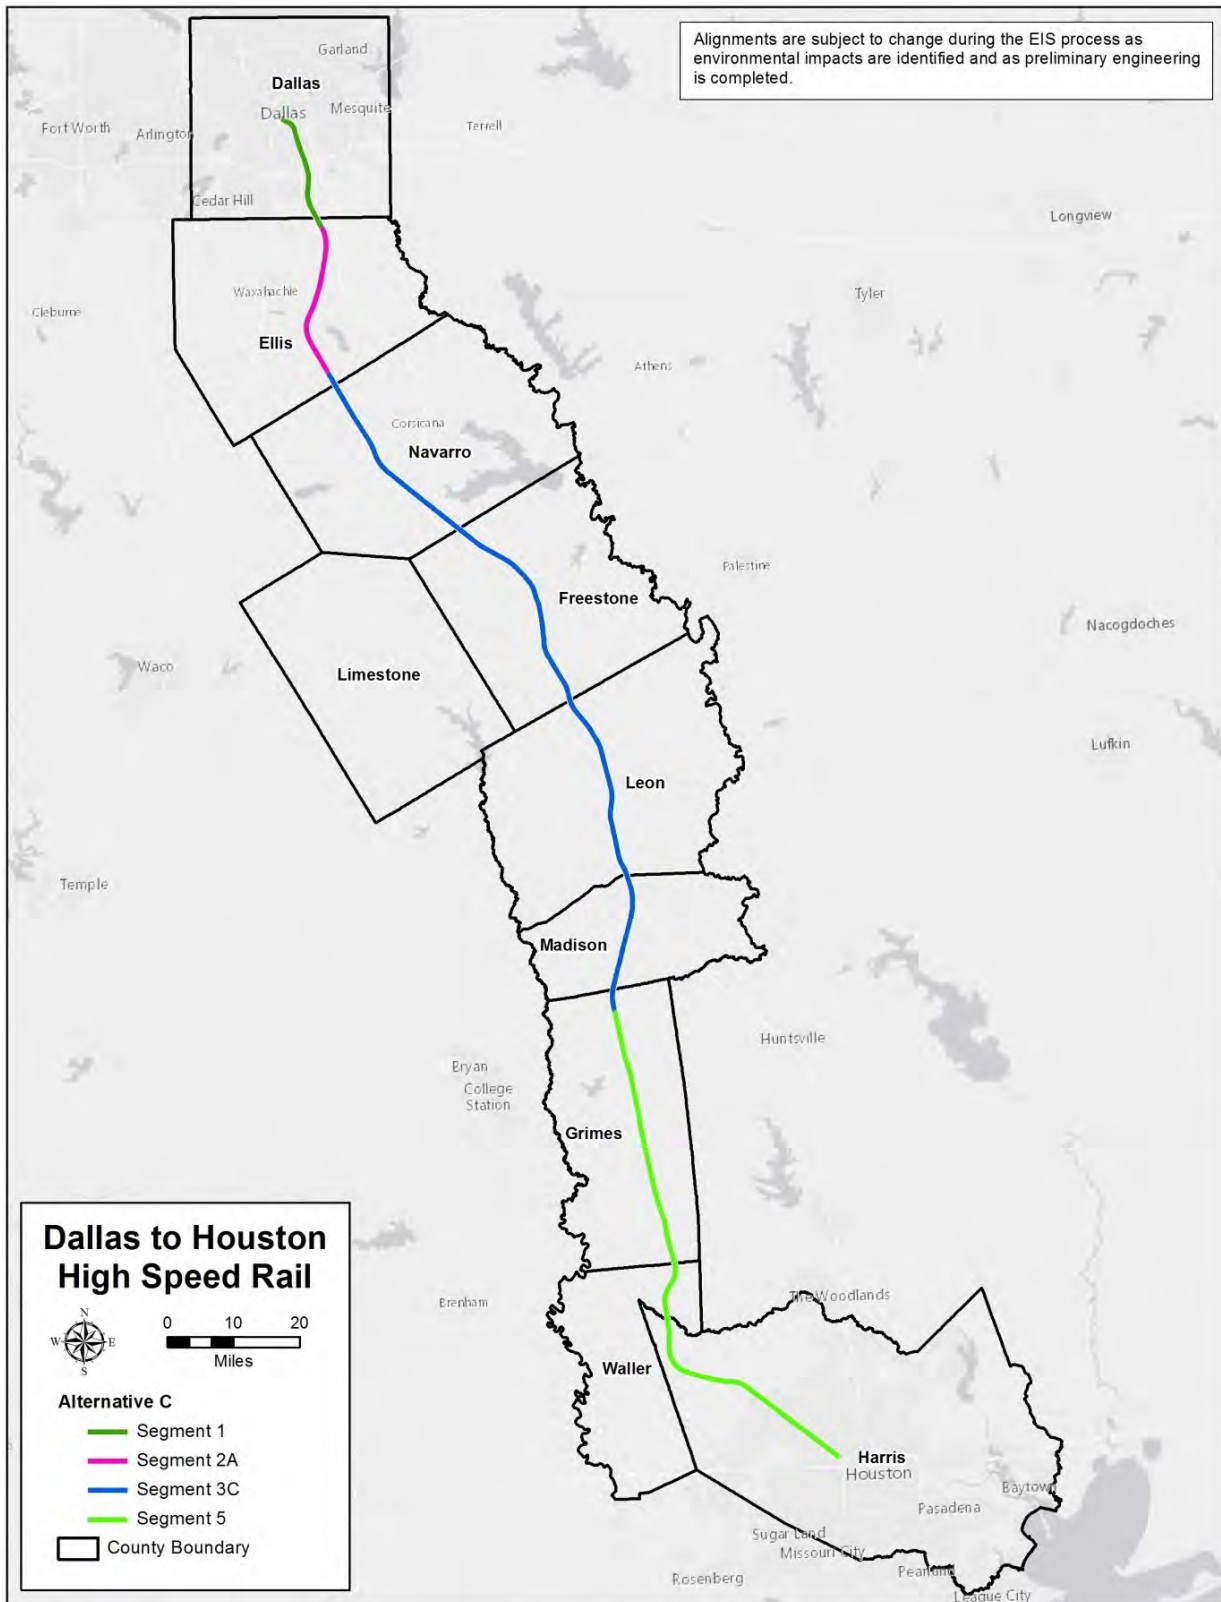 Alignments are subject to change during the EIS process as
environmental impacts are identified and as preliminary engineering
is completed.
Garland
Dallas
Dallas
Mesquite
Fort Worth
Arlington
Terrell
Cedar Hill
Longview
Waxahachie
Tyler
Cleburne
Ellis
Athens
Corsicana
Navarro
Palestine
Freestone
Nacogdoches
Waco
Limestone
Lufkin
Leon
Temple
Madison
Huntsville
Bryan
College
Station
Grimes
Brenham
The Woodlands
Waller
Harris
Houston
Baytown
Pasadena
Sugar Land
Missouri City
Pearland
Rosenberg
League City
Dallas to Houston
High Speed Rail
N
W E
S
0 10 20
Miles
Alternative C
Segment 1
Segment 2A
Segment 3C
Segment 5
County Boundary